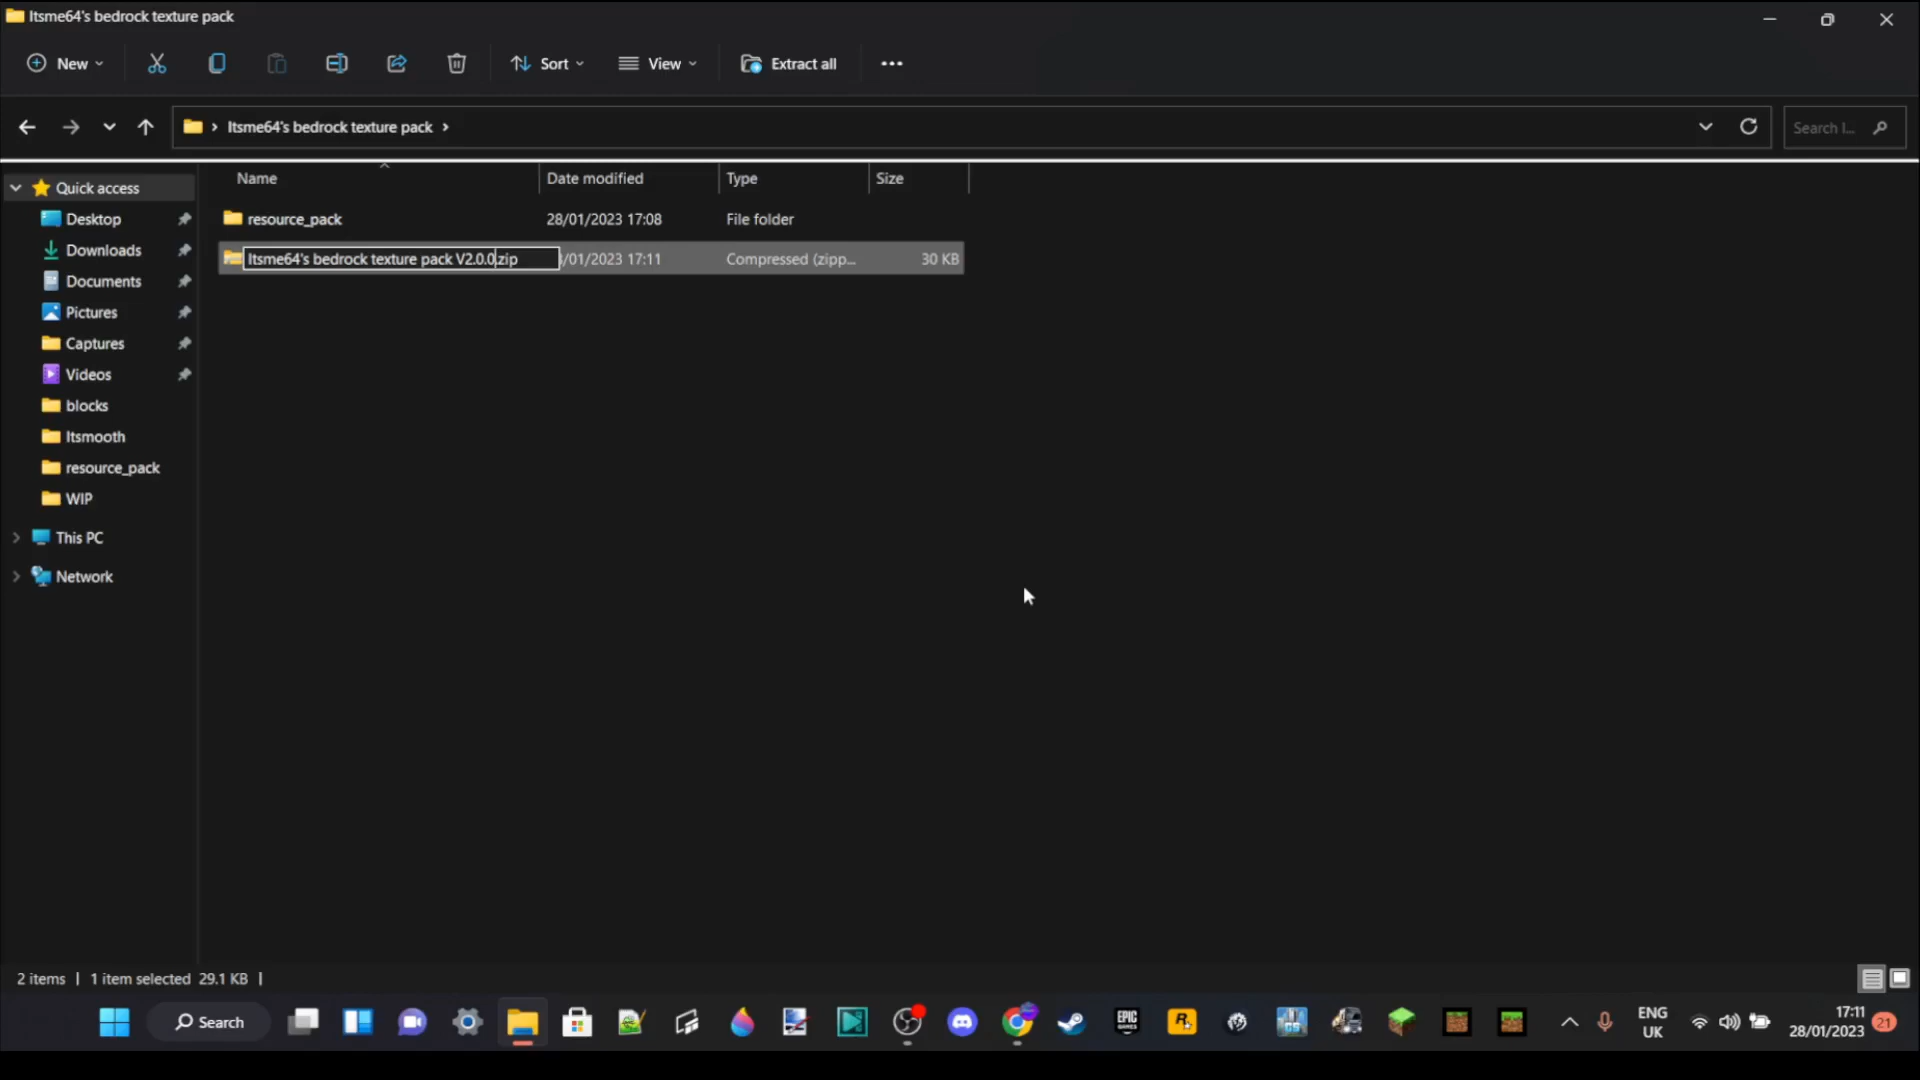 Itsme64's bedrock texture pack
New
Sort
View
Extract all
Itsme64's bedrock texture pack
Search I...
Name
Date modified
Type
Size
resource_pack
28/01/2023 17:08
File folder
Itsme64's bedrock texture pack V2.0.0.zip
/01/2023 17:11
Compressed (zipp...
30 KB
Quick access
Desktop
Downloads
Documents
Pictures
Captures
Videos
blocks
Itsmooth
resource_pack
WIP
This PC
Network
2 items
1 item selected 29.1 KB
Search
EPIC
GAMES
R
ENG
UK
17:11
28/01/2023
21